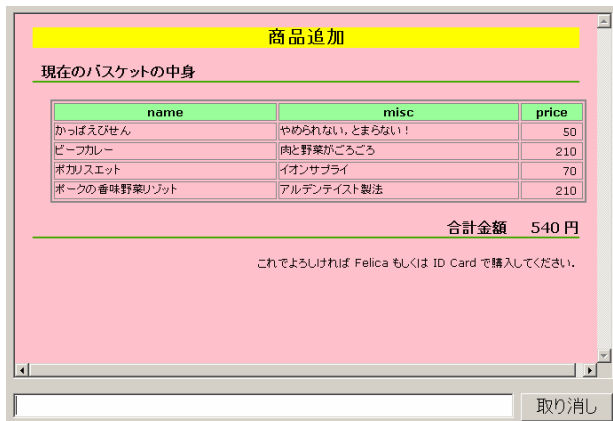 商品追加
現在のバスケットの中身
name misc price
かっぱえびせん やめられない,とまらない! 50
ビーフカレー 肉と野菜がごろごろ 210
ポカリスエット イオンサプライ 70
ポークの香味野菜リゾット アルデンテイスト製法 210
合計金額 540 円
これでよろしければ Felica もしくは ID Card で購入してください.
取り消し